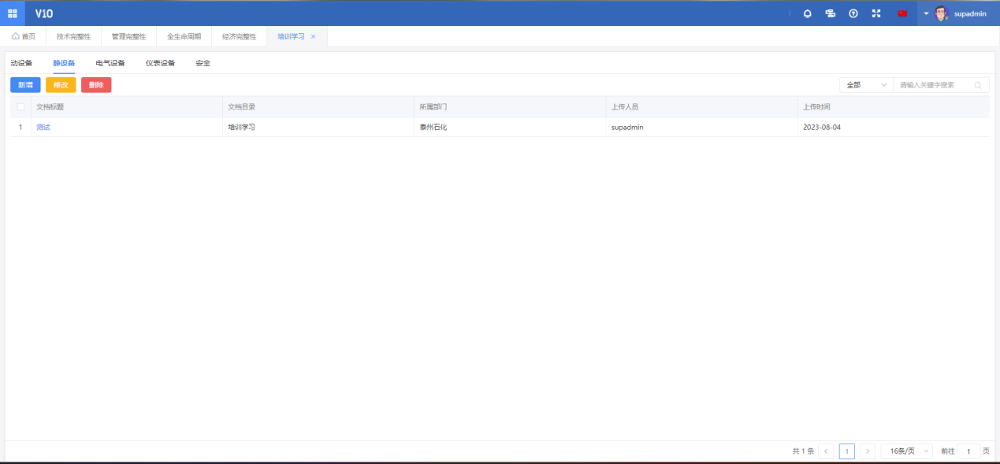 V10 supadmin
首页 技术完整性 管理完整性 全生命周期 经济完整性 培训学习 ×
动设备 静设备 电气设备 仪表设备 安全
新增 修改 删除 全部 请输入关键字搜索
文档标题 文档目录 所属部门 上传人员 上传时间
1 测试 培训学习 泰州石化 supadmin 2023-08-04
共 1 条 < 1 > 16条/页 前往 1 页